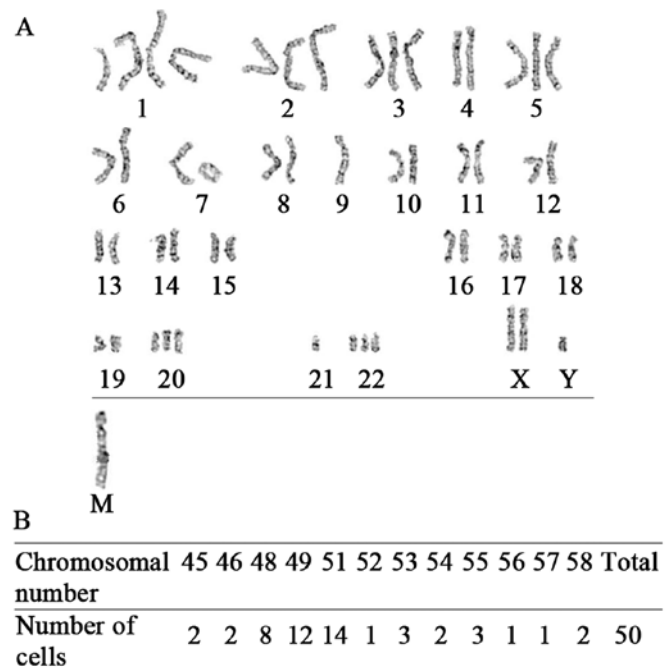 A
1 2 3 4 5
6 7 8 9 10 11 12
13 14 15 16 17 18
19 20 21 22 X Y
M
B
Chromosomal number 45 46 48 49 51 52 53 54 55 56 57 58 Total
Number of cells 2 2 8 12 14 1 3 2 3 1 1 2 50